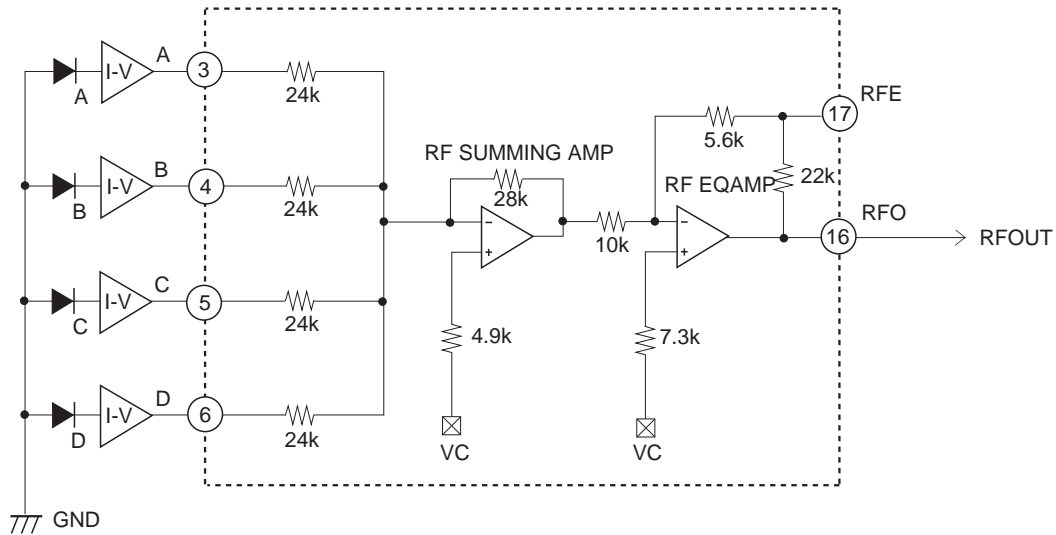 A
I-V
3
24k
A
B
I-V
4
24k
B
C
I-V
5
24k
C
D
I-V
6
24k
D
GND
RF SUMMING AMP
28k
−
+
4.9k
VC
10k
5.6k
RF EQAMP
22k
−
+
7.3k
VC
RFE
17
RFO
16
RFOUT